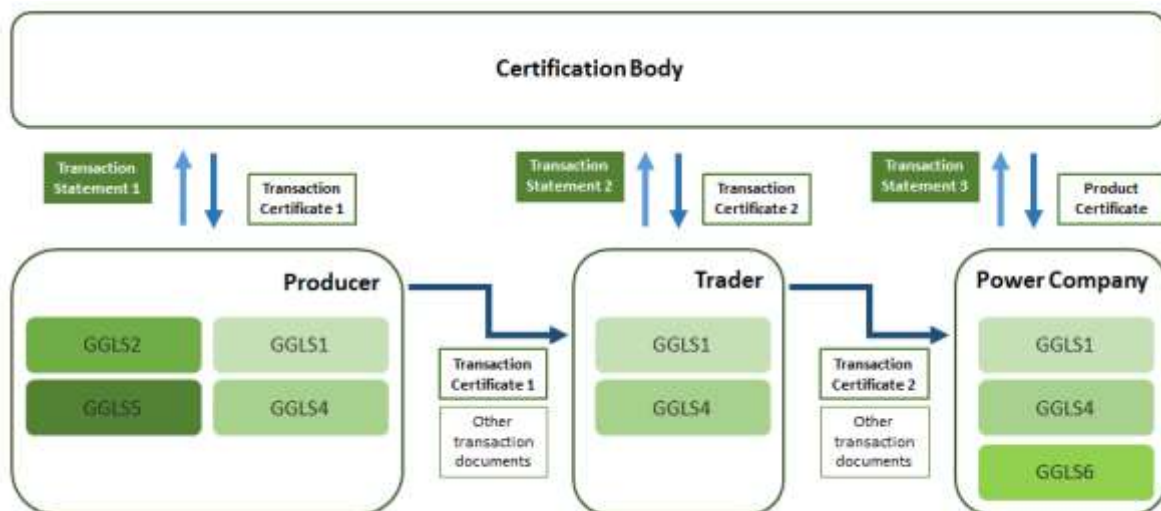 Certification Body
Transaction
Statement 1
Transaction
Certificate 1
Transaction
Statement 2
Transaction
Certificate 2
Transaction
Statement 3
Product
Certificate
Producer
GGLS2
GGLS1
GGLS5
GGLS4
Transaction
Certificate 1
Other
transaction
documents
Trader
GGLS1
GGLS4
Transaction
Certificate 2
Other
transaction
documents
Power Company
GGLS1
GGLS4
GGLS6